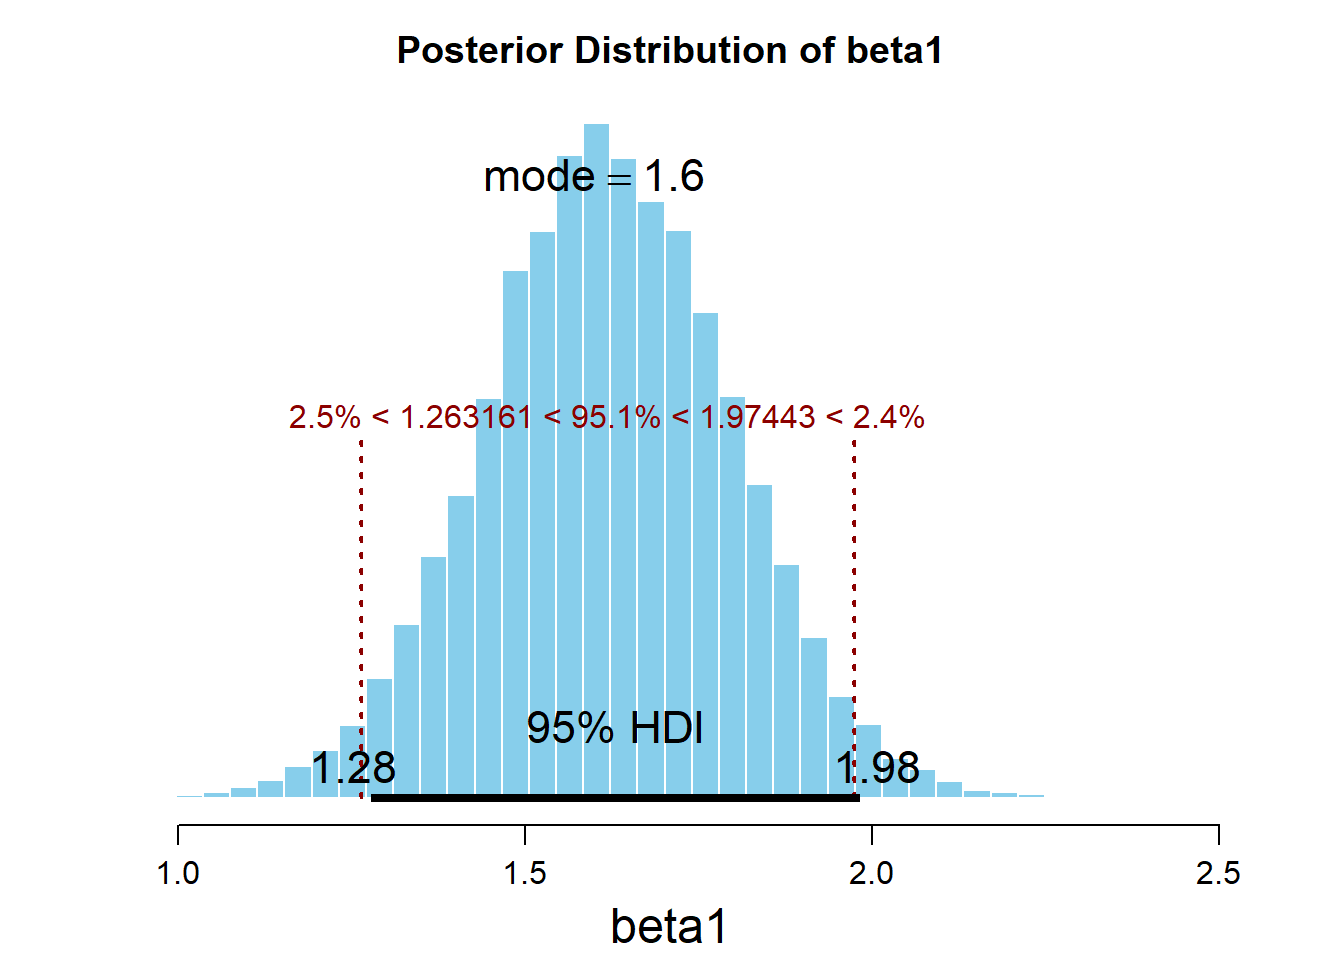 Posterior Distribution of beta1
mode = 1.6
2.5% < 1.263161 < 95.1% < 1.97443 < 2.4%
95% HDI
1.28 1.98
1.0 1.5 2.0 2.5
beta1